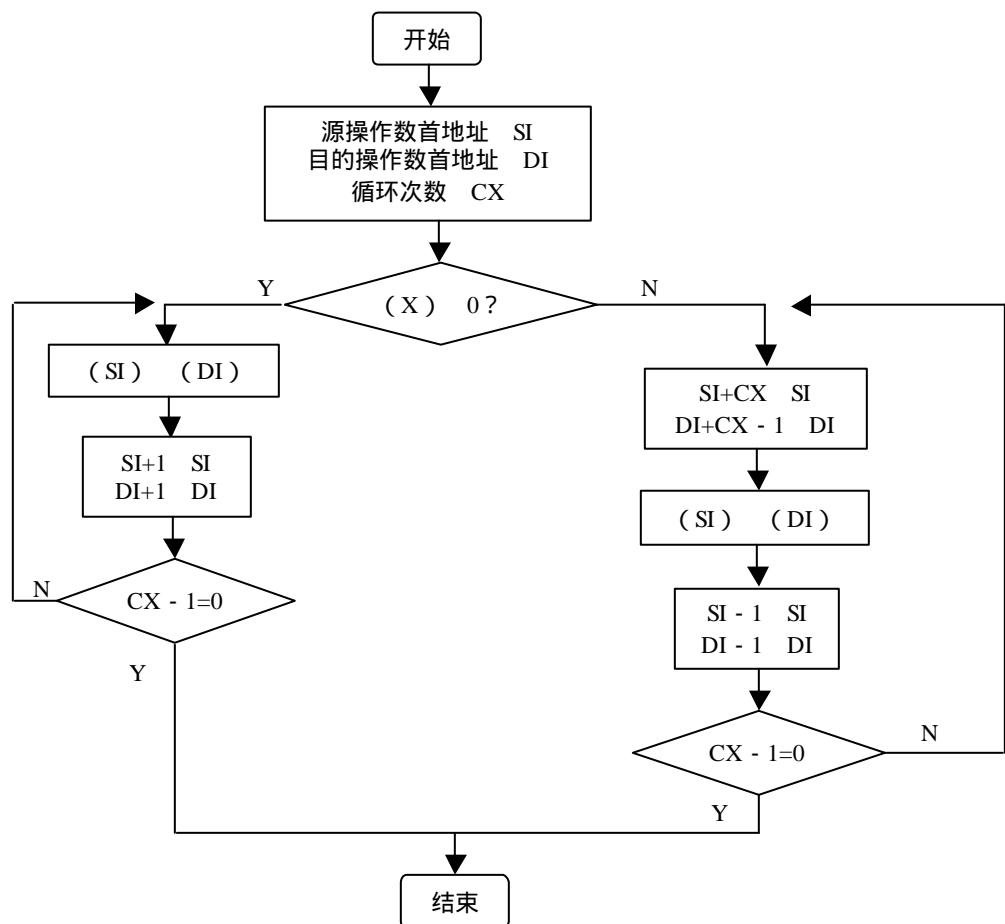 开始
源操作数首地址 SI
目的操作数首地址 DI
循环次数 CX
Y
（X） 0？
N
（SI） （DI）
SI+1 SI
DI+1 DI
N
CX - 1=0
Y
SI+CX SI
DI+CX - 1 DI
（SI） （DI）
SI - 1 SI
DI - 1 DI
CX - 1=0
N
Y
结束